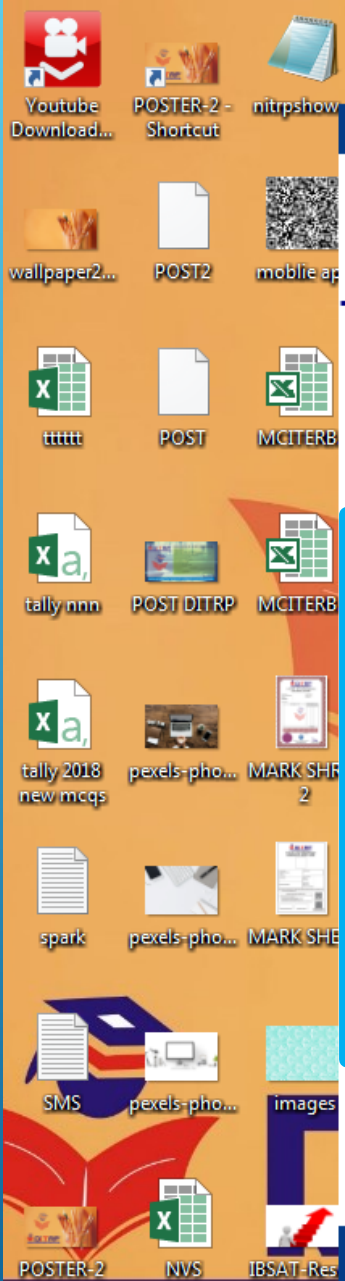 Youtube
Download...
POSTER-2 -
Shortcut
nitrpshow
wallpaper2...
POST2
moblie ap
tttttt
POST
MCITERB
tally nnn
POST DITRP
MCITERB
tally 2018
new mcqs
pexels-pho...
MARK SHR
2
spark
pexels-pho...
MARK SHE
SMS
pexels-pho...
images
POSTER-2
NVS
IBSAT-Res